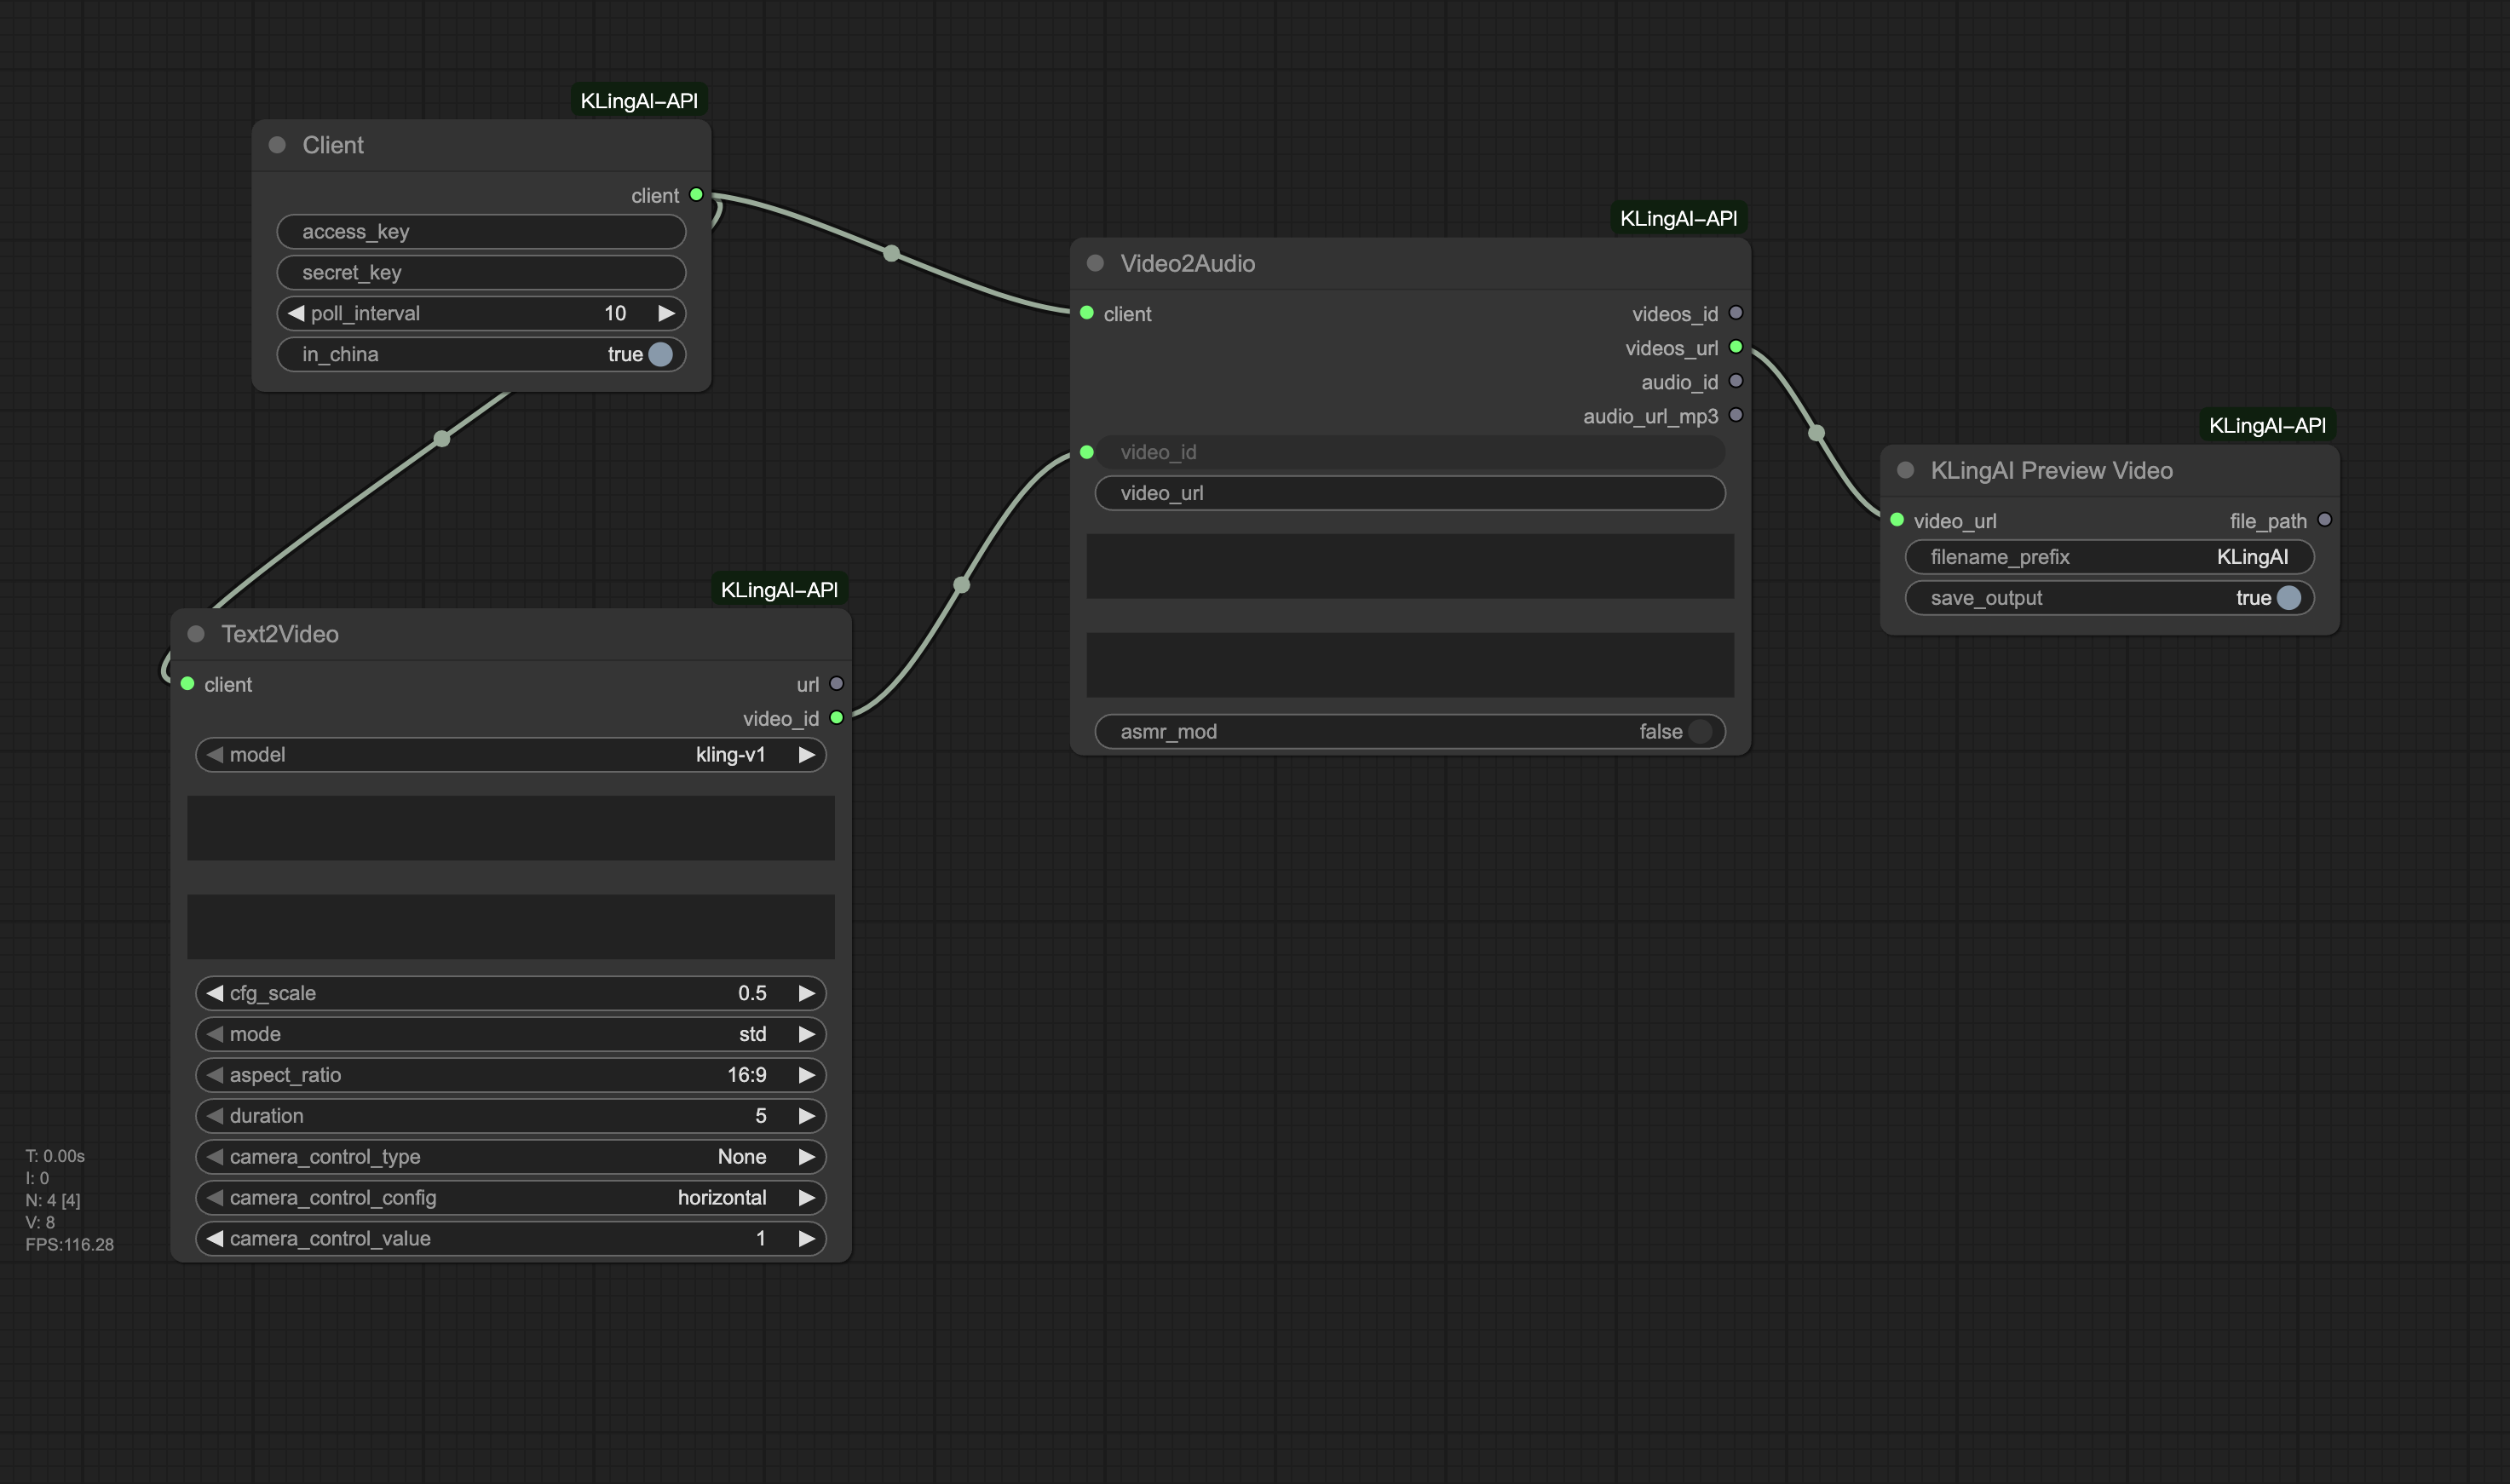 KLingAI-API
Client
client
access_key
secret_key
poll_interval 10
in_china true
KLingAI-API
Video2Audio
client videos_id
videos_url
audio_id
audio_url_mp3
video_id
video_url
asmr_mod false
KLingAI-API
KLingAI Preview Video
video_url file_path
filename_prefix KLingAI
save_output true
KLingAI-API
Text2Video
client url
video_id
model kling-v1
cfg_scale 0.5
mode std
aspect_ratio 16:9
duration 5
camera_control_type None
camera_control_config horizontal
camera_control_value 1
T: 0.00s
I: 0
N: 4 [4]
V: 8
FPS:116.28